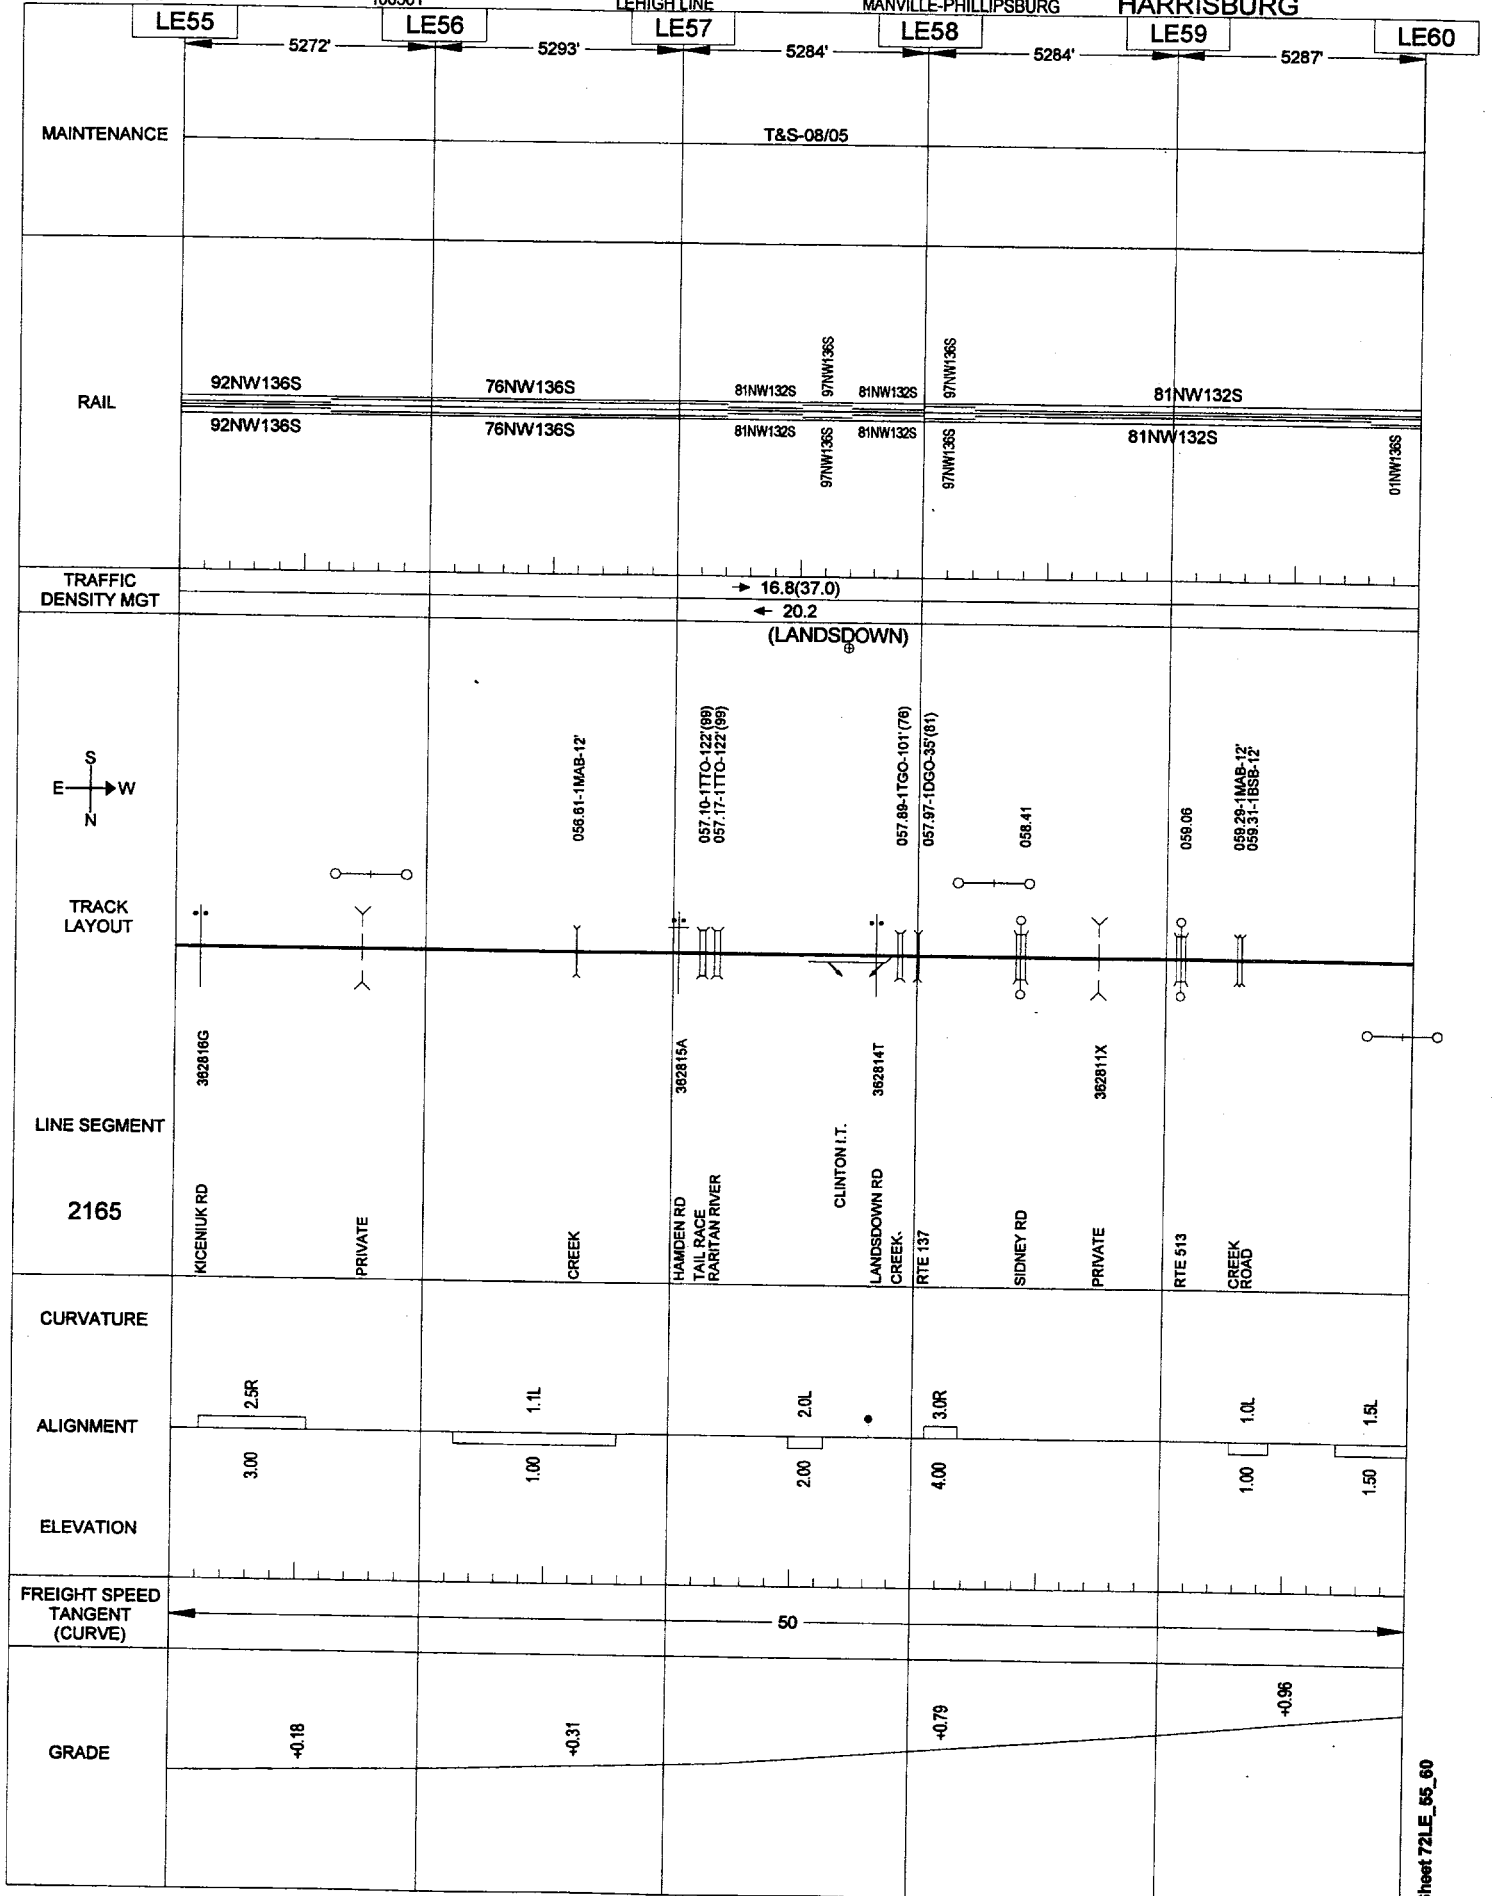 LEHIGH LINE
MANVILLE-PHILLIPSBURG
HARRISBURG
LE55
LE56
LE57
LE58
LE59
LE60
5272'
5293'
5284'
5284'
5287'
MAINTENANCE
T&S-08/05
RAIL
92NW136S
76NW136S
81NW132S
97NW136S
81NW132S
97NW136S
81NW132S
92NW136S
76NW136S
81NW132S
97NW136S
81NW132S
97NW136S
81NW132S
01NW136S
TRAFFIC
DENSITY MGT
16.8(37.0)
20.2
(LANDSDOWN)
S
E
W
N
056.61-1MAB-12'
057.10-1TTO-122'(99)
057.17-1TTO-122'(99)
057.89-1TGO-101'(76)
057.97-1DGO-35'(81)
058.41
059.06
059.29-1MAB-12'
059.31-1BSB-12'
TRACK
LAYOUT
362816G
362815A
362814T
362811X
LINE SEGMENT
2165
KICENIUK RD
PRIVATE
CREEK
HAMDEN RD
TAIL RACE
RARITAN RIVER
CLINTON I.T.
LANDSDOWN RD
CREEK
RTE 137
SIDNEY RD
PRIVATE
RTE 513
CREEK
ROAD
CURVATURE
ALIGNMENT
2.5R
1.1L
2.0L
3.0R
1.0L
1.5L
3.00
1.00
2.00
4.00
1.00
1.50
ELEVATION
FREIGHT SPEED
TANGENT
(CURVE)
50
GRADE
+0.18
+0.31
+0.79
+0.96
heet 72LE_55_60